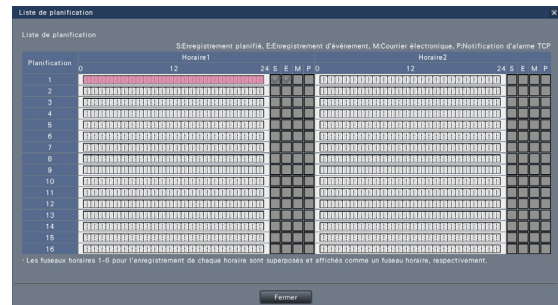 Liste de planification
Liste de planification
S:Enregistrement planifié, E:Enregistrement d'événement, M:Courrier électronique, P:Notification d'alarme TCP
Planification Horaire1 Horaire2
0 12 24 S E M P 0 12 24 S E M P
1
2
3
4
5
6
7
8
9
10
11
12
13
14
15
16
· Les fuseaux horaires 1-6 pour l'enregistrement de chaque horaire sont superposés et affichés comme un fuseau horaire, respectivement.
Fermer